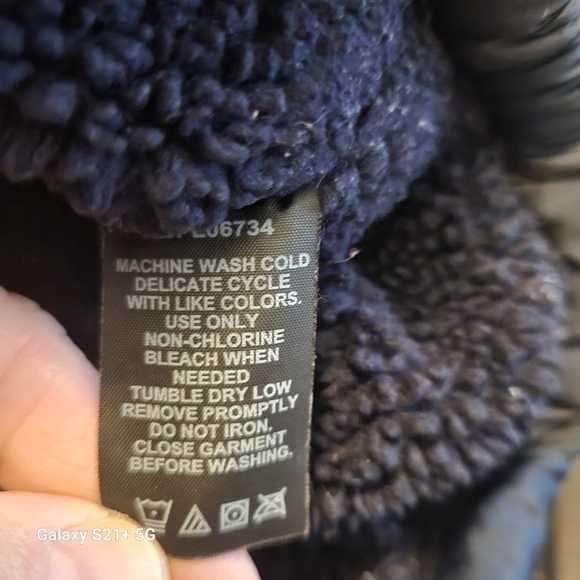 L06734
MACHINE WASH COLD
DELICATE CYCLE
WITH LIKE COLORS.
USE ONLY
NON-CHLORINE
BLEACH WHEN
NEEDED
TUMBLE DRY LOW
REMOVE PROMPTLY
DO NOT IRON.
CLOSE GARMENT
BEFORE WASHING.
Galaxy S21+ 5G